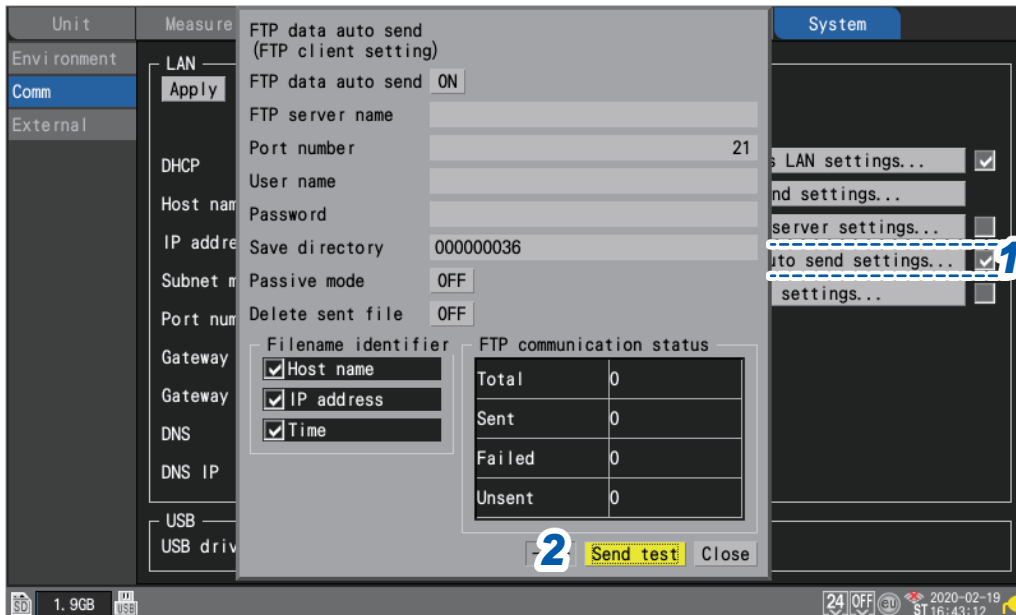 Unit
Measure
System
Environment
Comm
External
LAN
Apply
DHCP
Host nam
IP addre
Subnet m
Port num
Gateway
Gateway
DNS
DNS IP
USB
USB driv
FTP data auto send
(FTP client setting)
FTP data auto send ON
FTP server name
Port number 21
User name
Password
Save directory 000000036
Passive mode OFF
Delete sent file OFF
Filename identifier
Host name
IP address
Time
FTP communication status
Total 0
Sent 0
Failed 0
Unsent 0
2
Send test
Close
LAN settings...
nd settings...
server settings...
uto send settings...
1
settings...
SD
1.9GB
USB
24
OFF
eU
ST
2020-02-19
16:43:12